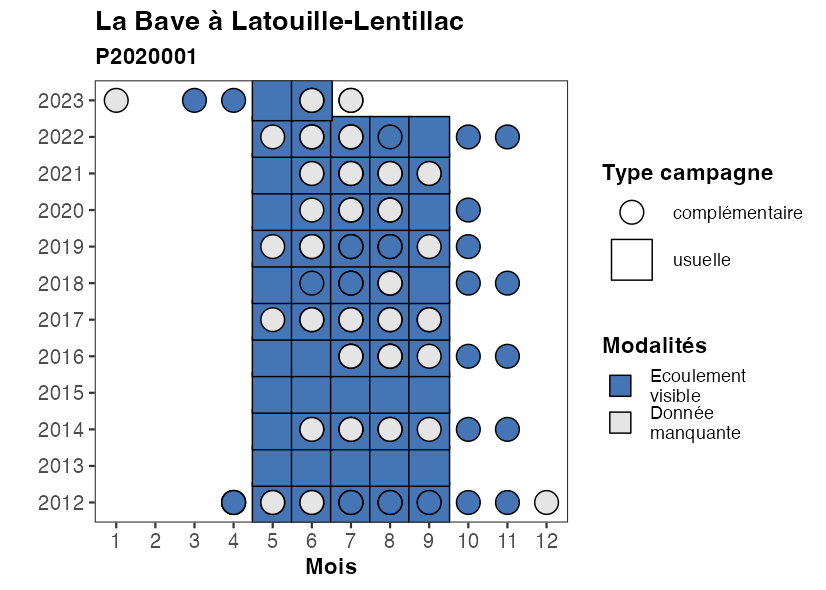 La Bave à Latouille-Lentillac
P2020001
2023
2022
2021
2020
2019
2018
2017
2016
2015
2014
2013
2012
1 2 3 4 5 6 7 8 9 10 11 12
Mois
Type campagne
complémentaire
usuelle
Modalités
Ecoulement
visible
Donnée
manquante